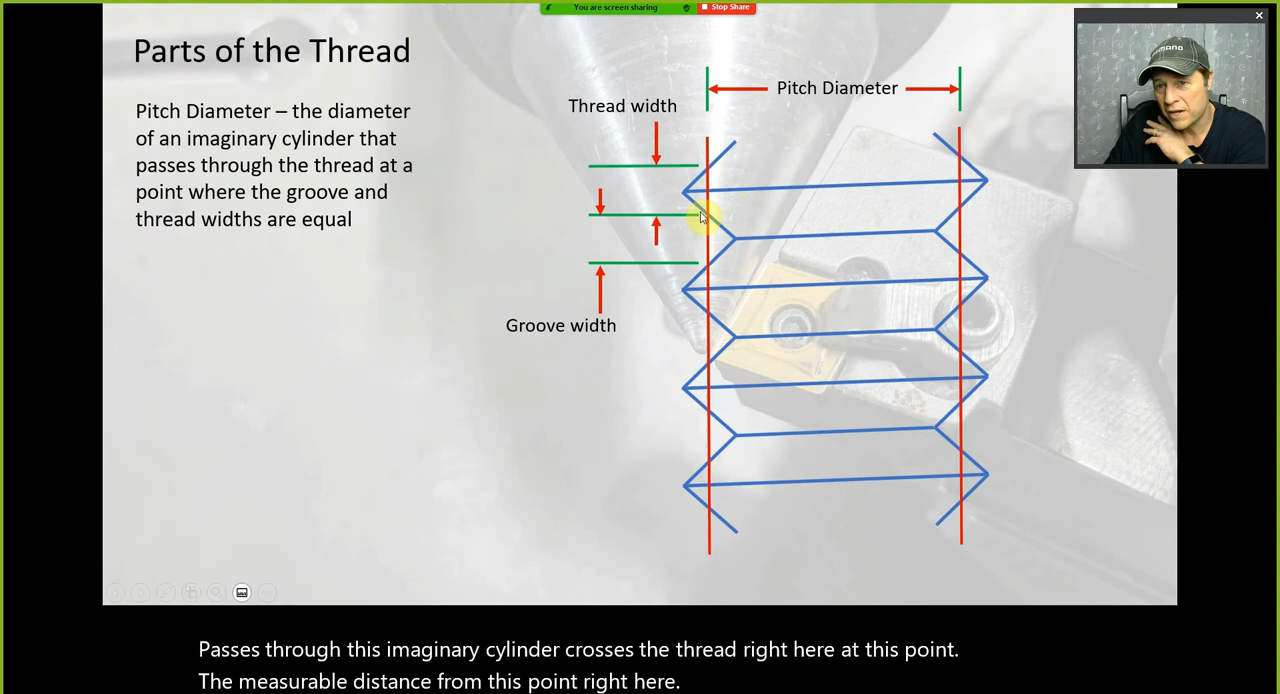 You are screen sharing
Stop Share
Parts of the Thread
Pitch Diameter – the diameter
of an imaginary cylinder that
passes through the thread at a
point where the groove and
thread widths are equal
Pitch Diameter
Thread width
Groove width
Passes through this imaginary cylinder crosses the thread right here at this point.
The measurable distance from this point right here.